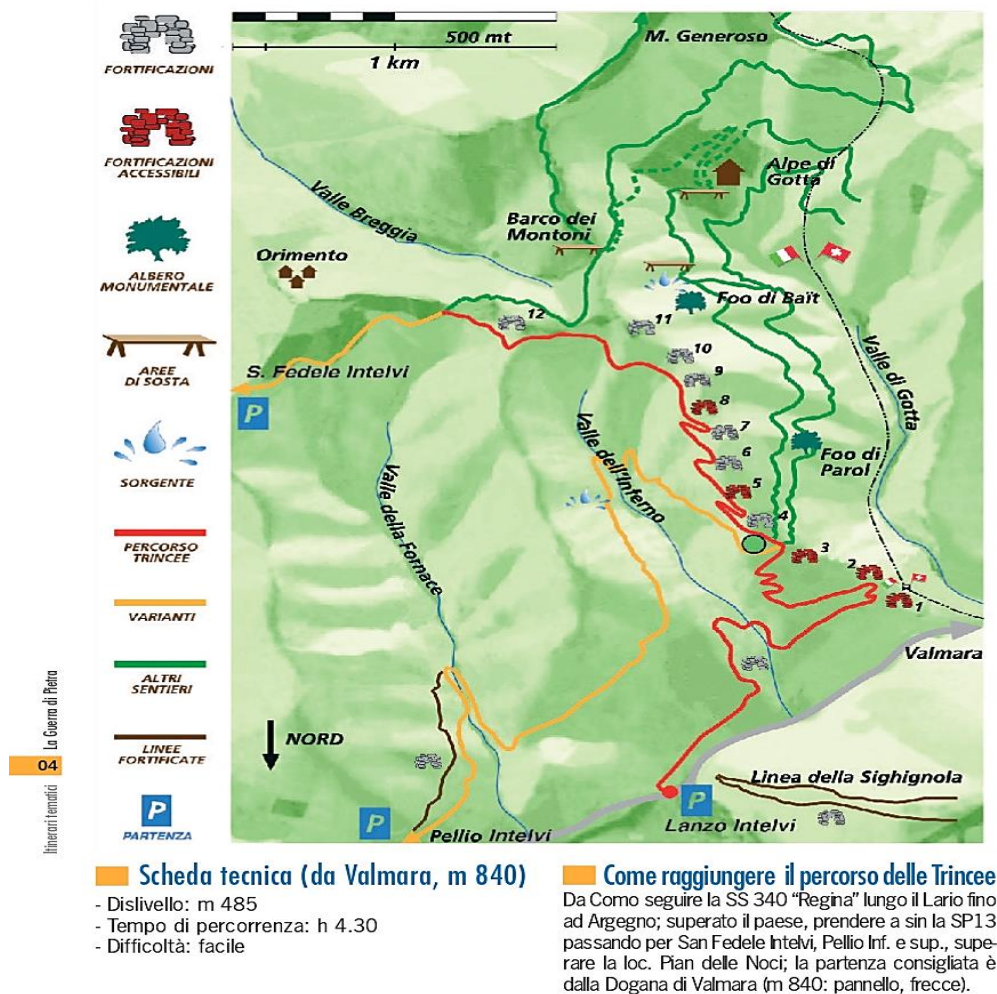 FORTIFICAZIONI
FORTIFICAZIONI
ACCESSIBILI
ALBERO
MONUMENTALE
AREE
DI SOSTA
SORGENTE
PERCORSO
TRINCEE
VARIANTI
ALTRI
SENTIERI
LINEE
FORTIFICATE
P
PARTENZA
Itinerari tematici
04
La Guerra di Pietra
500 mt
1 km
M. Generoso
Alpe di
Gotta
Valle Breggia
Barco dei
Montoni
Orimento
Foo di Baït
12
11
10
9
8
7
6
5
4
3
2
1
S. Fedele Intelvi
P
Valle di Gotta
Valle dell'Inferno
Foo di
Parol
Valle della Fornace
Valmara
NORD
Linea della Sighignola
P
Pellio Intelvi
P
Lanzo Intelvi
Scheda tecnica (da Valmara, m 840)
- Dislivello: m 485
- Tempo di percorrenza: h 4.30
- Difficoltà: facile
Come raggiungere il percorso delle Trincee
Da Como seguire la SS 340 “Regina” lungo il Lario fino
ad Argegno; superato il paese, prendere a sin la SP13
passando per San Fedele Intelvi, Pellio Inf. e sup., supe-
rare la loc. Pian delle Noci; la partenza consigliata è
dalla Dogana di Valmara (m 840: pannello, frecce).